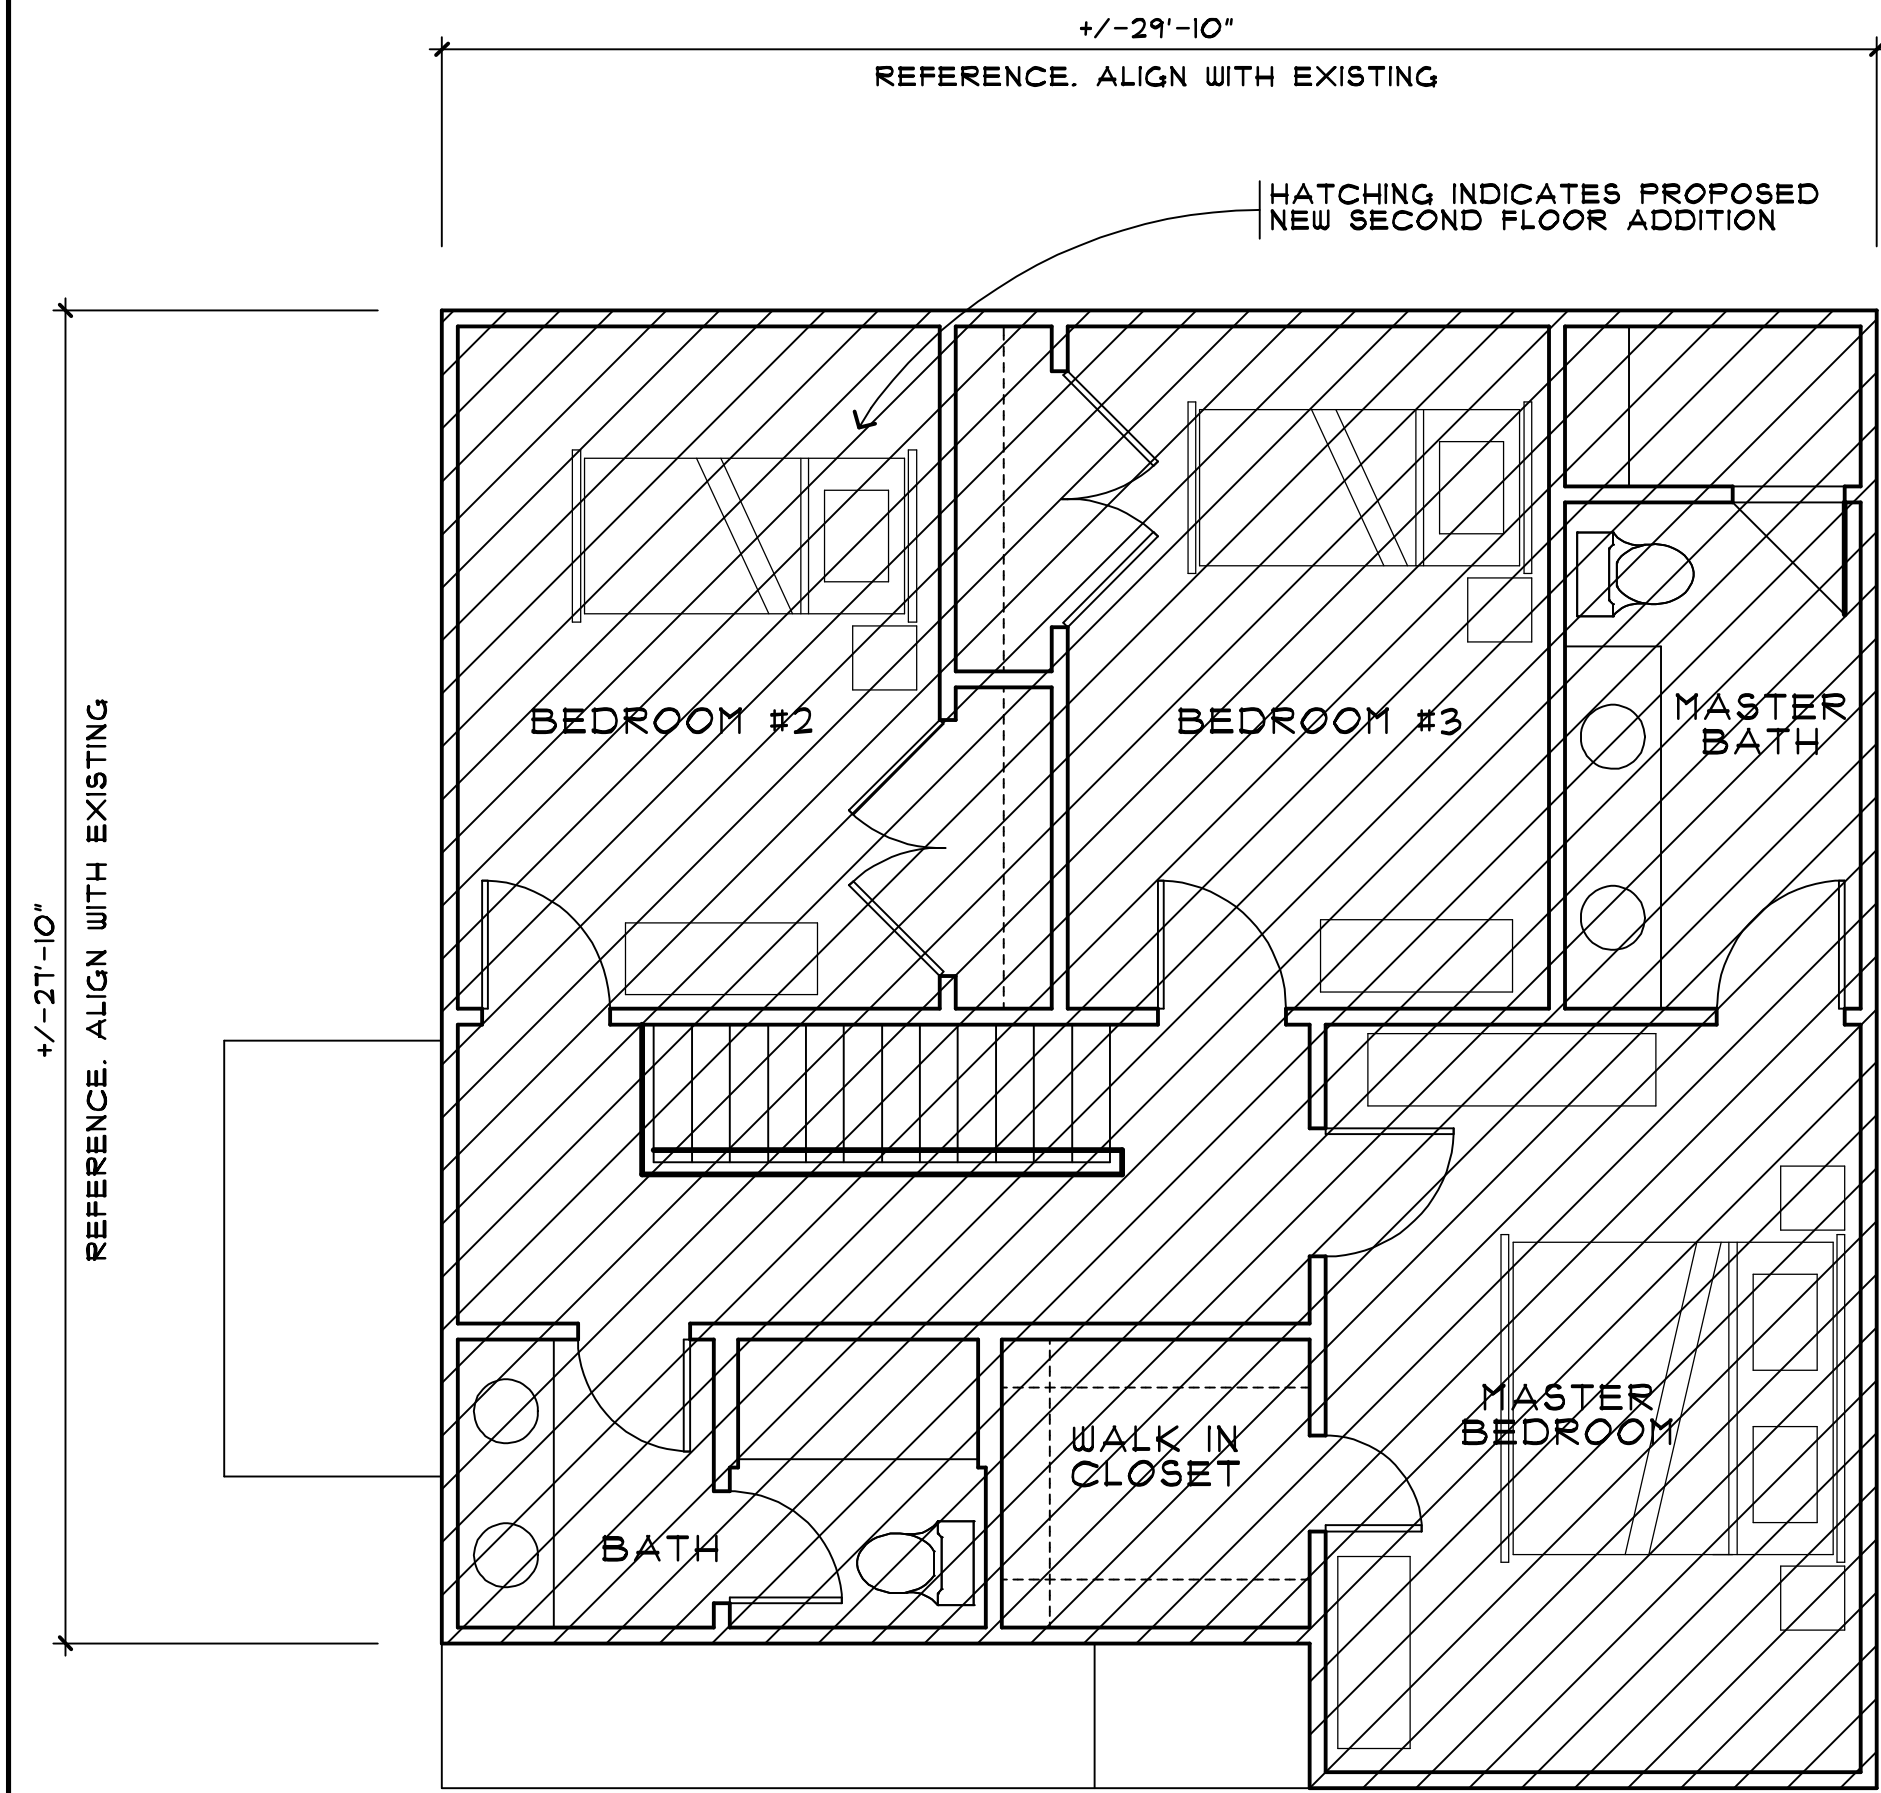 +/-29'-10"
REFERENCE. ALIGN WITH EXISTING
HATCHING INDICATES PROPOSED
NEW SECOND FLOOR ADDITION
+/-27'-10"
REFERENCE. ALIGN WITH EXISTING
BEDROOM #2
BEDROOM #3
MASTER
BATH
MASTER
BEDROOM
WALK IN
CLOSET
BATH